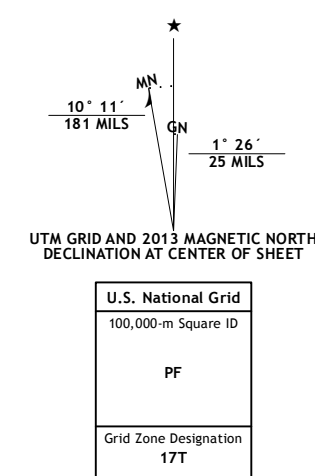 MN
GN
10° 11´
181 MILS
1° 26´
25 MILS
UTM GRID AND 2013 MAGNETIC NORTH
DECLINATION AT CENTER OF SHEET
U.S. National Grid
100,000-m Square ID
PF
Grid Zone Designation
17T